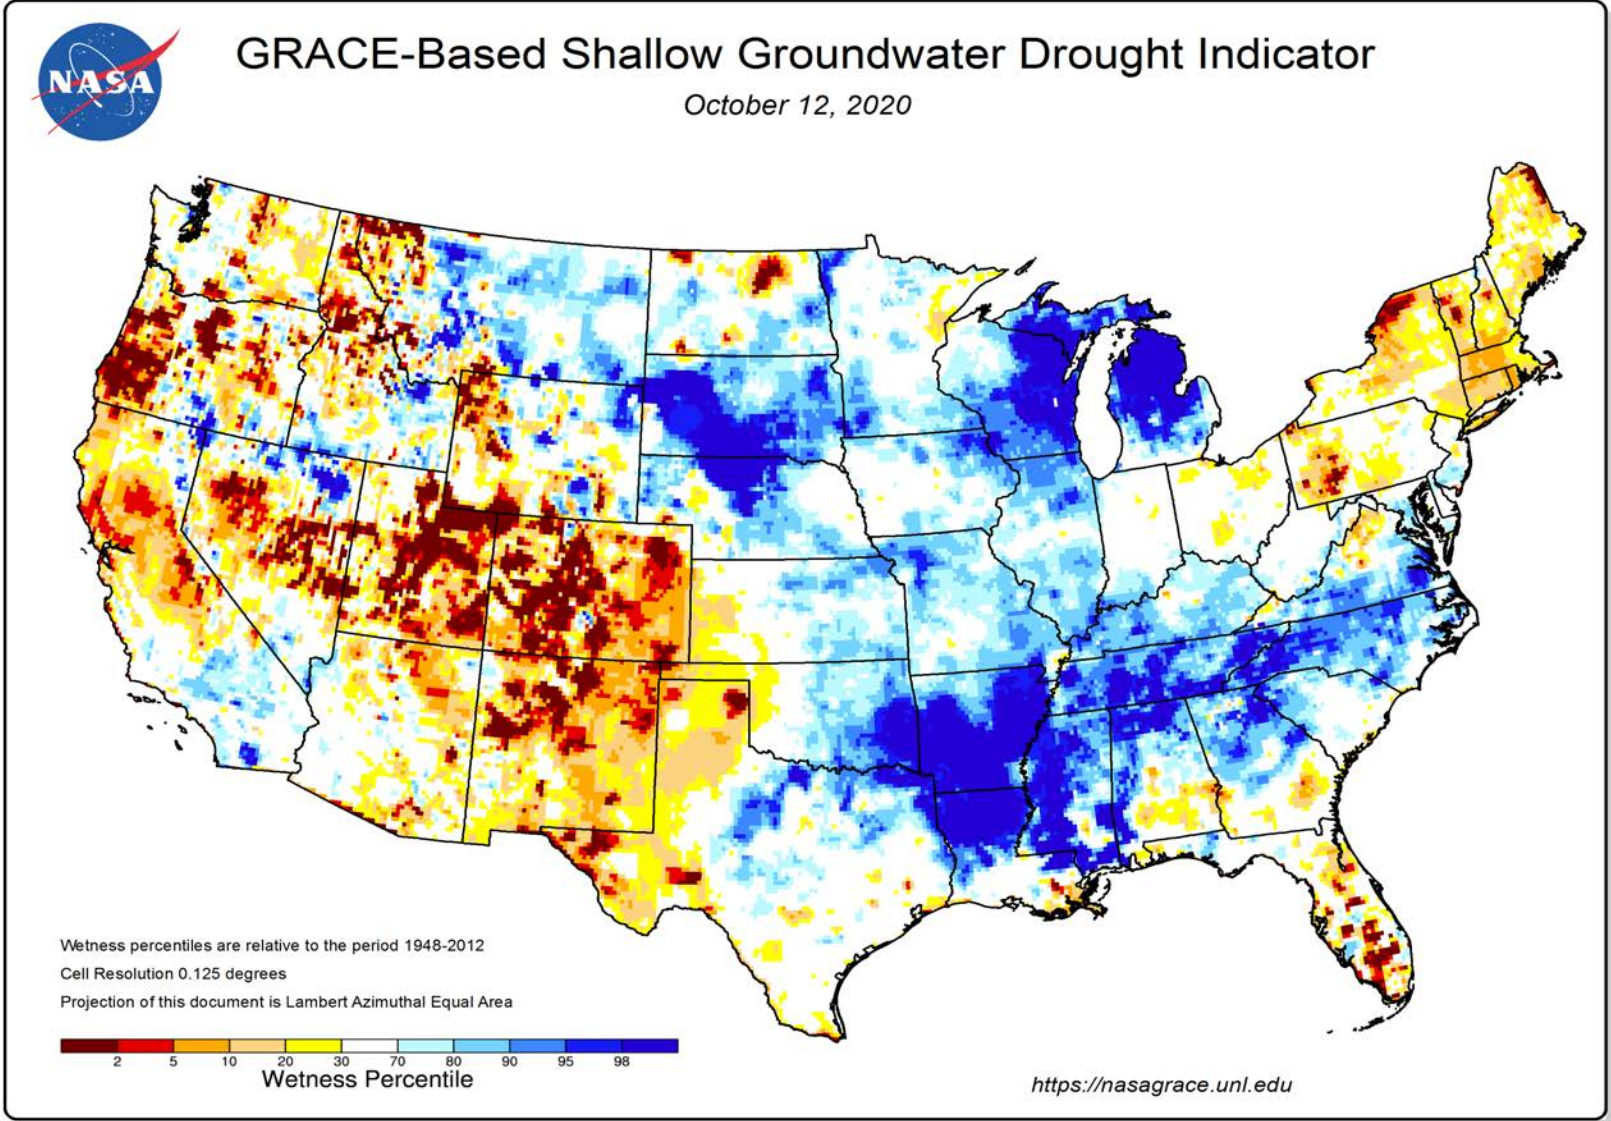 NASA
GRACE-Based Shallow Groundwater Drought Indicator
October 12, 2020
Wetness percentiles are relative to the period 1948-2012
Cell Resolution 0.125 degrees
Projection of this document is Lambert Azimuthal Equal Area
2 5 10 20 30 70 80 90 95 98
Wetness Percentile
https://nasagrace.unl.edu